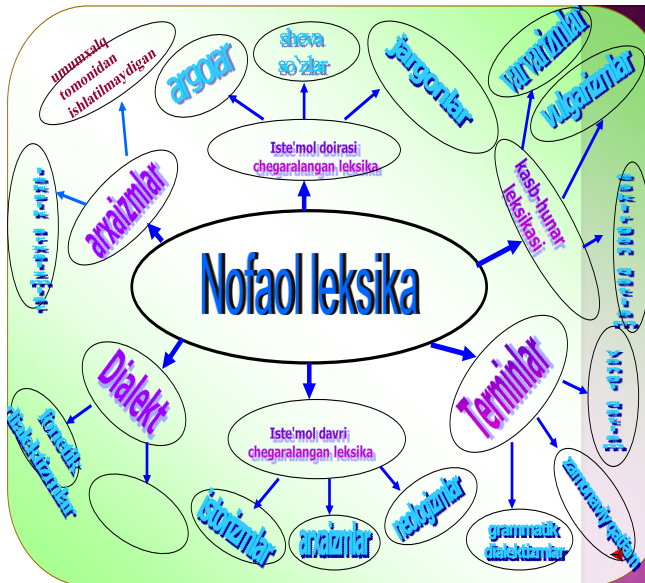 umumxalq
tomonidan
ishlatilmaydigan
argolar
sheva
so`zlar
jargonlar
varvarizmlar
vulgarizmlar
Iste'mol doirasi
chegaralangan leksika
arxaizmlar
kasb-hunar
leksikasi
Nofaol leksika
Dialekt
Terminlar
fonetik
dialektizmlar
Iste'mol davri
chegaralangan leksika
istorizmlar
arxaizmlar
neologizmlar
grammatik
dialektizmlar